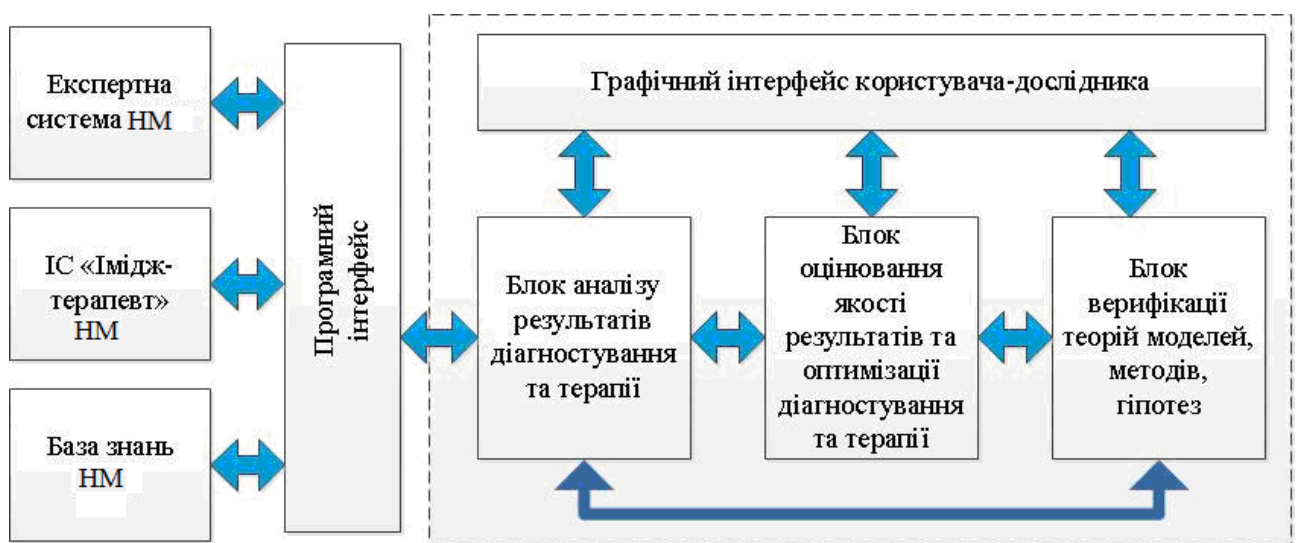 Експертна
система НМ
ІС «Імідж-
терапевт»
НМ
База знань
НМ
Програмний
інтерфейс
Графічний інтерфейс користувача-дослідника
Блок аналізу
результатів
діагностування
та терапії
Блок
оцінювання
якості
результатів та
оптимізації
діагностування
та терапії
Блок
верифікації
теорій моделей,
методів,
гіпотез